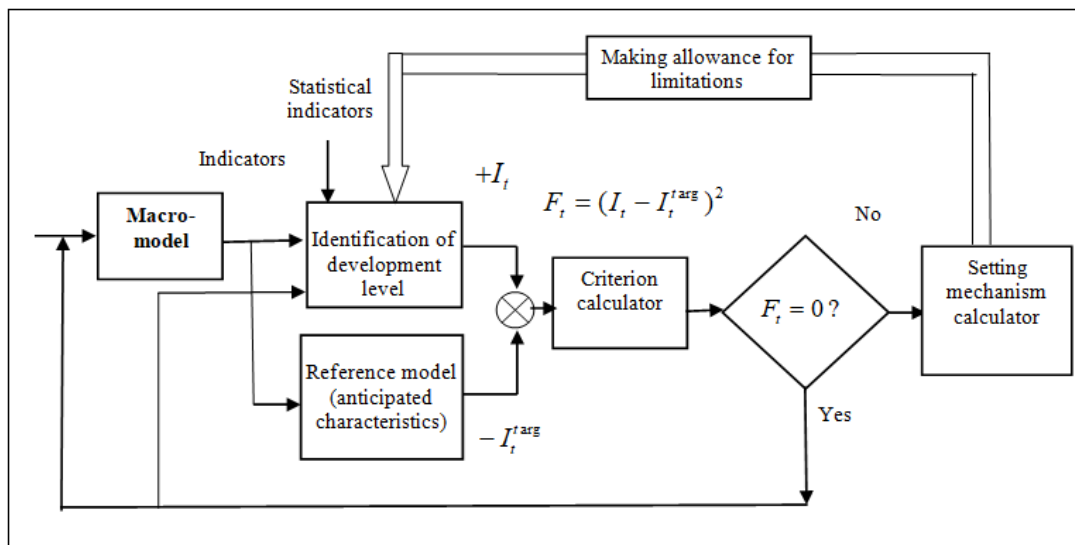 Making allowance for
limitations
Statistical
indicators
Indicators
+I_t
F_t = (I_t − I_t^{targ})^2
No
Macro-
model
Identification of
development
level
Criterion
calculator
F_t = 0 ?
Setting
mechanism
calculator
Reference model
(anticipated
characteristics)
− I_t^{targ}
Yes